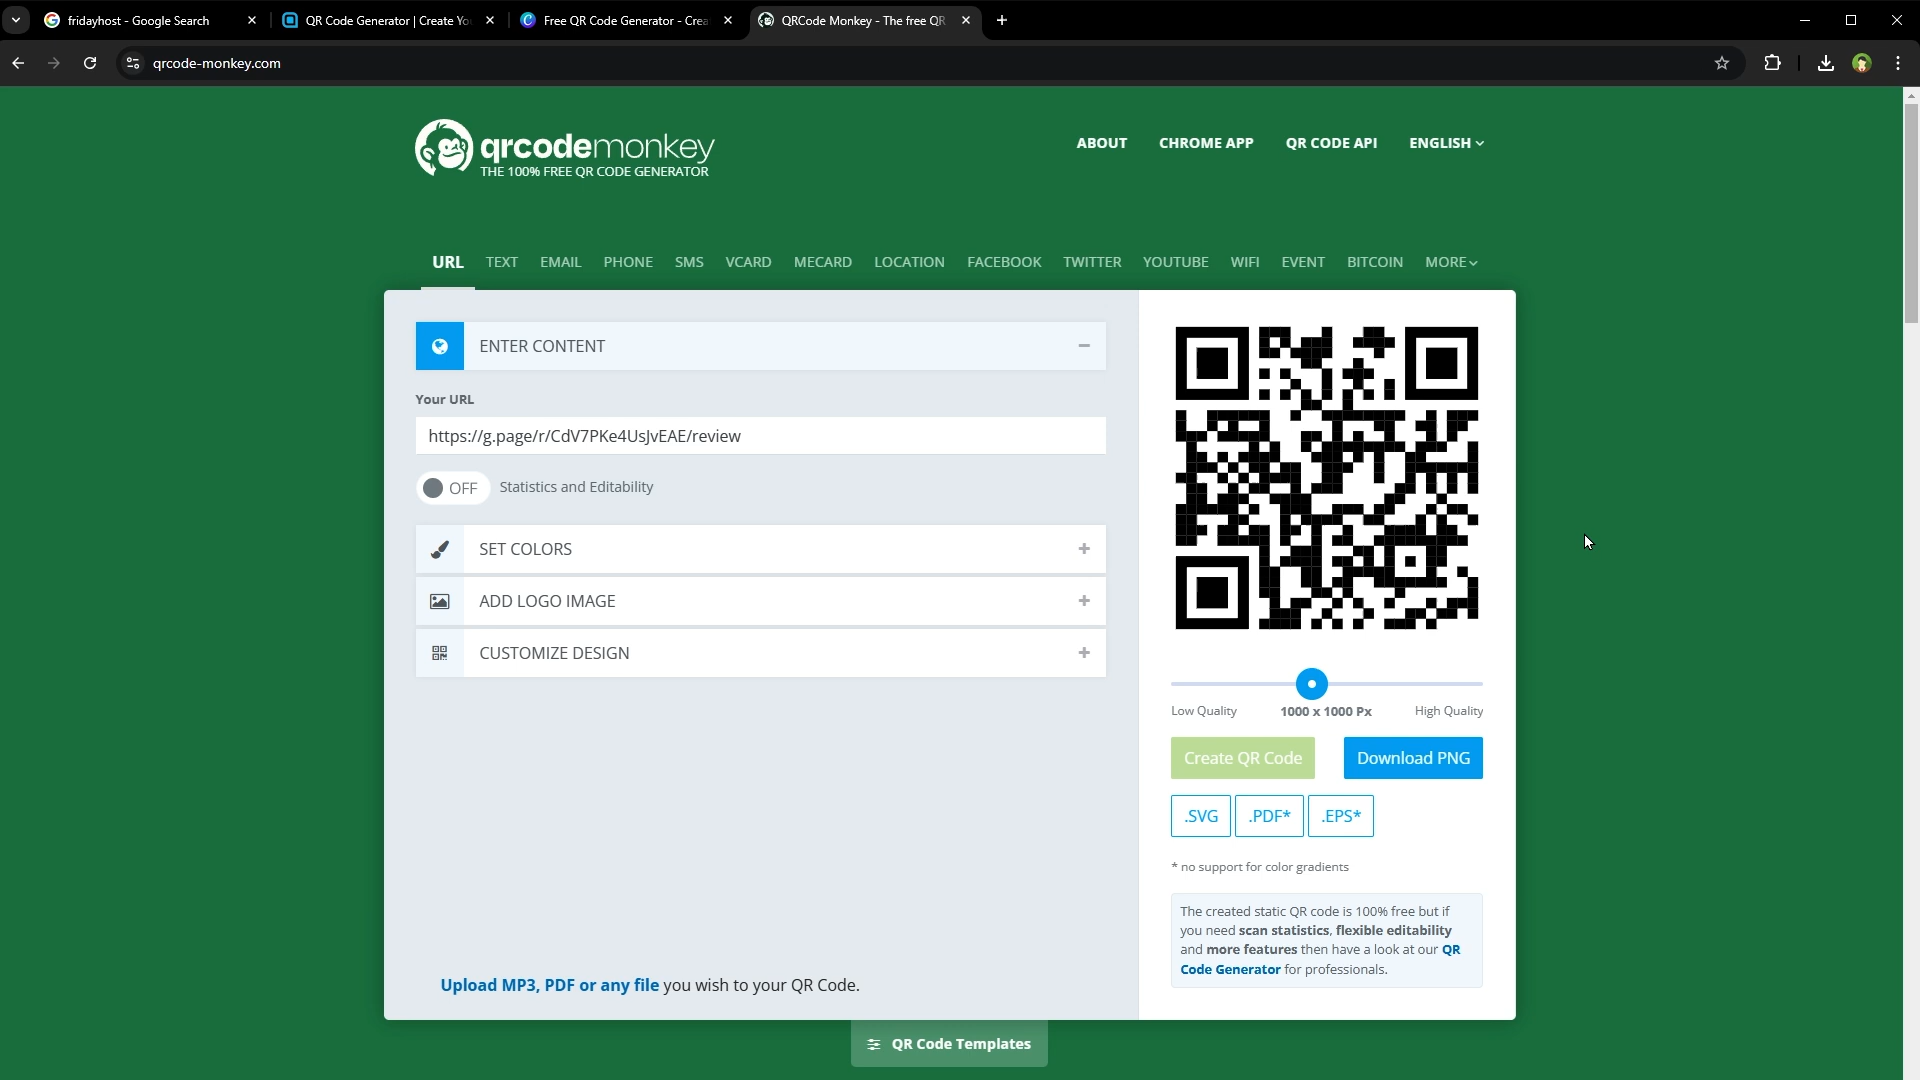 fridayhost - Google Search
QR Code Generator | Create Yo
Free QR Code Generator - Crea
QRCode Monkey - The free QR
qrcode-monkey.com
qrcodemonkey
THE 100% FREE QR CODE GENERATOR
ABOUT
CHROME APP
QR CODE API
ENGLISH
URL
TEXT
EMAIL
PHONE
SMS
VCARD
MECARD
LOCATION
FACEBOOK
TWITTER
YOUTUBE
WIFI
EVENT
BITCOIN
MORE
ENTER CONTENT
Your URL
https://g.page/r/CdV7PKe4UsJvEAE/review
OFF
Statistics and Editability
SET COLORS
ADD LOGO IMAGE
CUSTOMIZE DESIGN
Upload MP3, PDF or any file you wish to your QR Code.
Low Quality
1000 x 1000 Px
High Quality
Create QR Code
Download PNG
.SVG
.PDF*
.EPS*
* no support for color gradients
The created static QR code is 100% free but if
you need scan statistics, flexible editability
and more features then have a look at our QR
Code Generator for professionals.
QR Code Templates